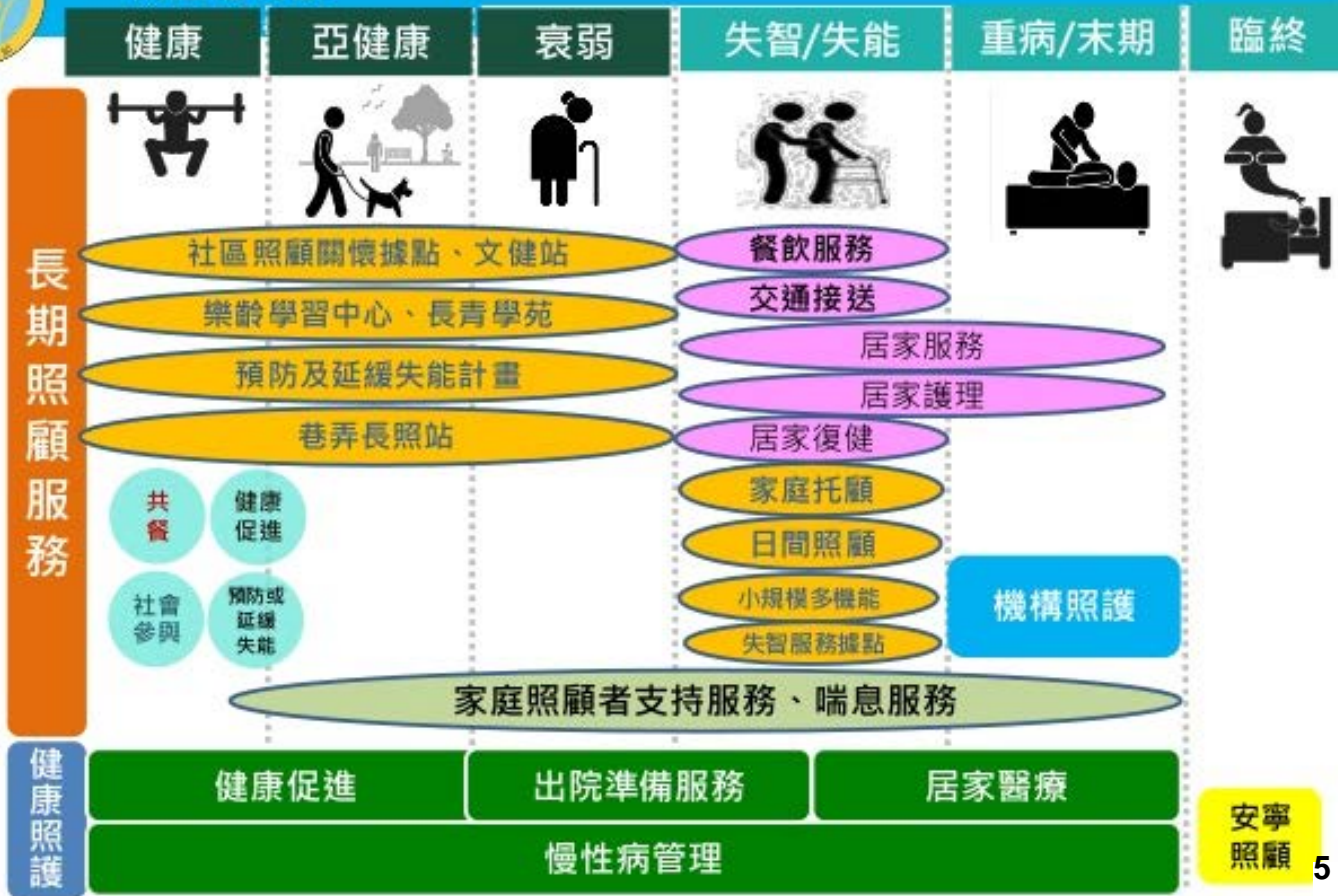 健康
亞健康
衰弱
失智/失能
重病/末期
臨終
長期照顧服務
社區照顧關懷據點、文健站
樂齡學習中心、長青學苑
預防及延緩失能計畫
巷弄長照站
共
餐
健康
促進
社會
參與
預防或
延緩
失能
餐飲服務
交通接送
居家服務
居家護理
居家復健
家庭托顧
日間照顧
小規模多機能
失智服務據點
機構照護
家庭照顧者支持服務、喘息服務
健康照護
健康促進
出院準備服務
居家醫療
慢性病管理
安寧
照顧
5